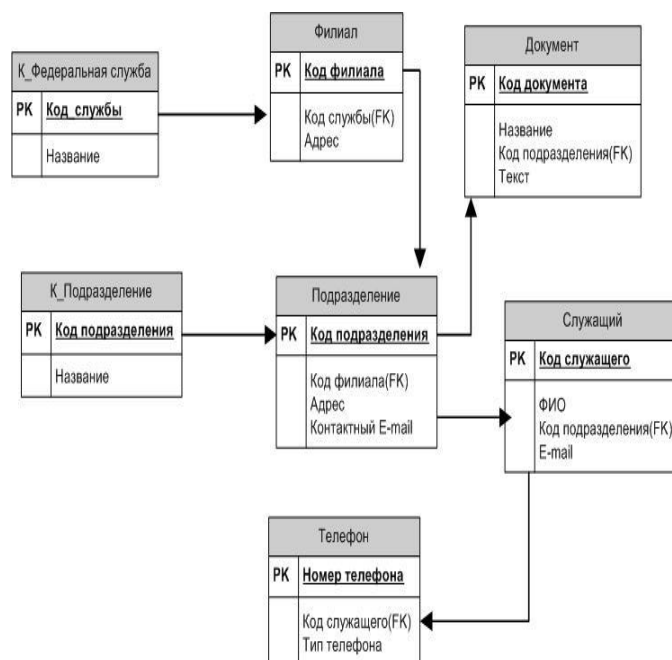 Филиал
PK Код филиала
Код службы(FK)
Адрес
Документ
PK Код документа
Название
Код подразделения(FK)
Текст
К_Федеральная служба
PK Код_службы
Название
К_Подразделение
PK Код подразделения
Название
Подразделение
PK Код подразделения
Код филиала(FK)
Адрес
Контактный E-mail
Служащий
PK Код служащего
ФИО
Код подразделения(FK)
E-mail
Телефон
PK Номер телефона
Код служащего(FK)
Тип телефона